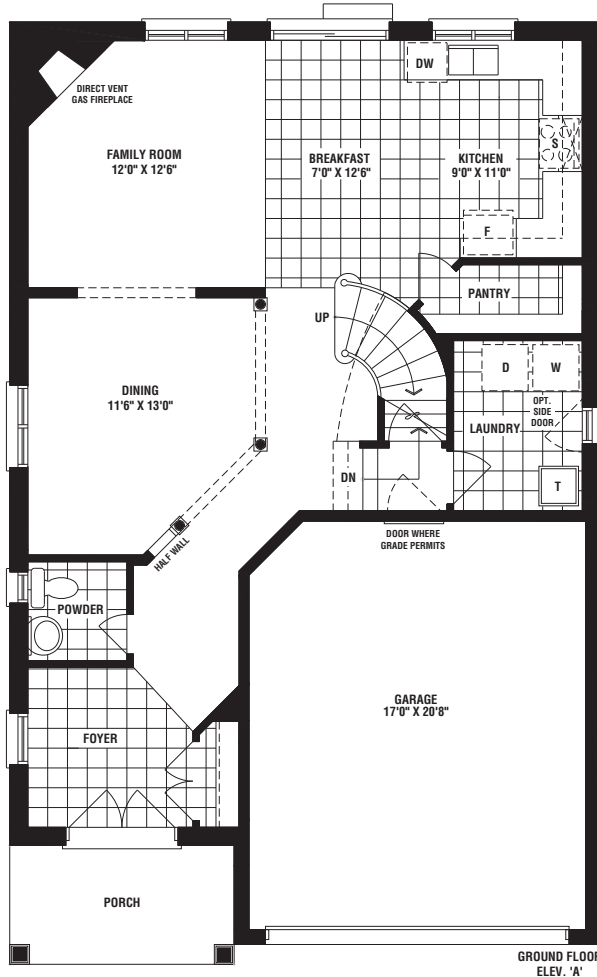 DW
DIRECT VENT
GAS FIREPLACE
S
FAMILY ROOM
12'0" X 12'6"
BREAKFAST
7'0" X 12'6"
KITCHEN
9'0" X 11'0"
F
PANTRY
UP
D
W
DINING
11'6" X 13'0"
OPT.
SIDE
DOOR
LAUNDRY
DN
T
DOOR WHERE
GRADE PERMITS
HALF WALL
POWDER
GARAGE
17'0" X 20'8"
FOYER
PORCH
GROUND FLOOR
ELEV. 'A'